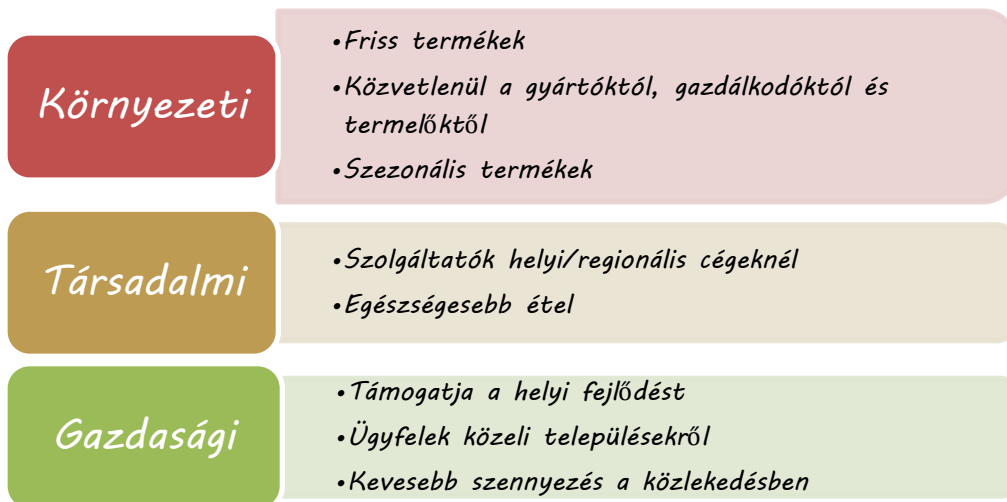 Környezeti
•Friss termékek
•Közvetlenül a gyártóktól, gazdálkodóktól és
termelőktől
•Szezonális termékek
Társadalmi
•Szolgáltatók helyi/regionális cégeknél
•Egészségesebb étel
Gazdasági
•Támogatja a helyi fejlődést
•Ügyfelek közeli településekről
•Kevesebb szennyezés a közlekedésben